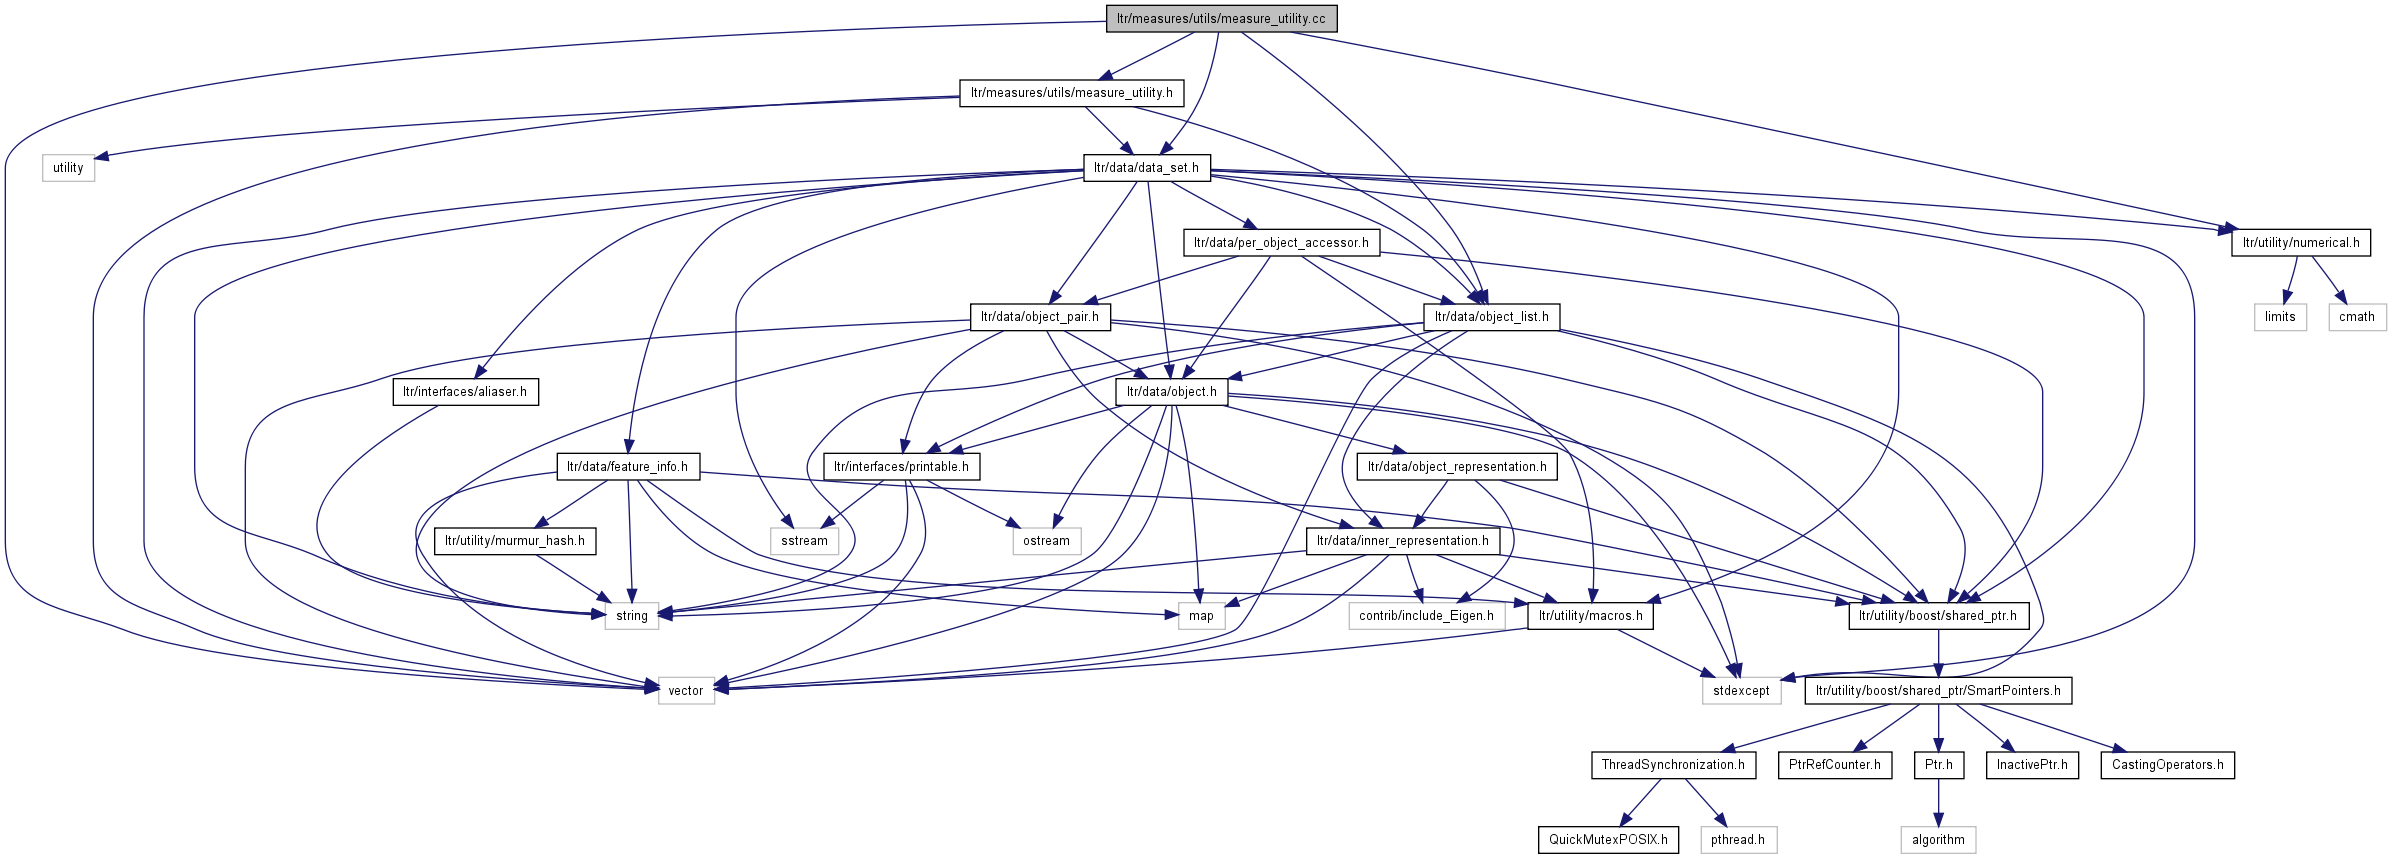 ltr/measures/utils/measure_utility.cc
ltr/measures/utils/measure_utility.h
utility
ltr/data/data_set.h
ltr/data/per_object_accessor.h
ltr/utility/numerical.h
ltr/data/object_pair.h
ltr/data/object_list.h
limits
cmath
ltr/interfaces/aliaser.h
ltr/data/object.h
ltr/data/feature_info.h
ltr/interfaces/printable.h
ltr/data/object_representation.h
ltr/utility/murmur_hash.h
sstream
ostream
ltr/data/inner_representation.h
string
map
contrib/include_Eigen.h
ltr/utility/macros.h
ltr/utility/boost/shared_ptr.h
vector
stdexcept
ltr/utility/boost/shared_ptr/SmartPointers.h
ThreadSynchronization.h
PtrRefCounter.h
Ptr.h
InactivePtr.h
CastingOperators.h
QuickMutexPOSIX.h
pthread.h
algorithm